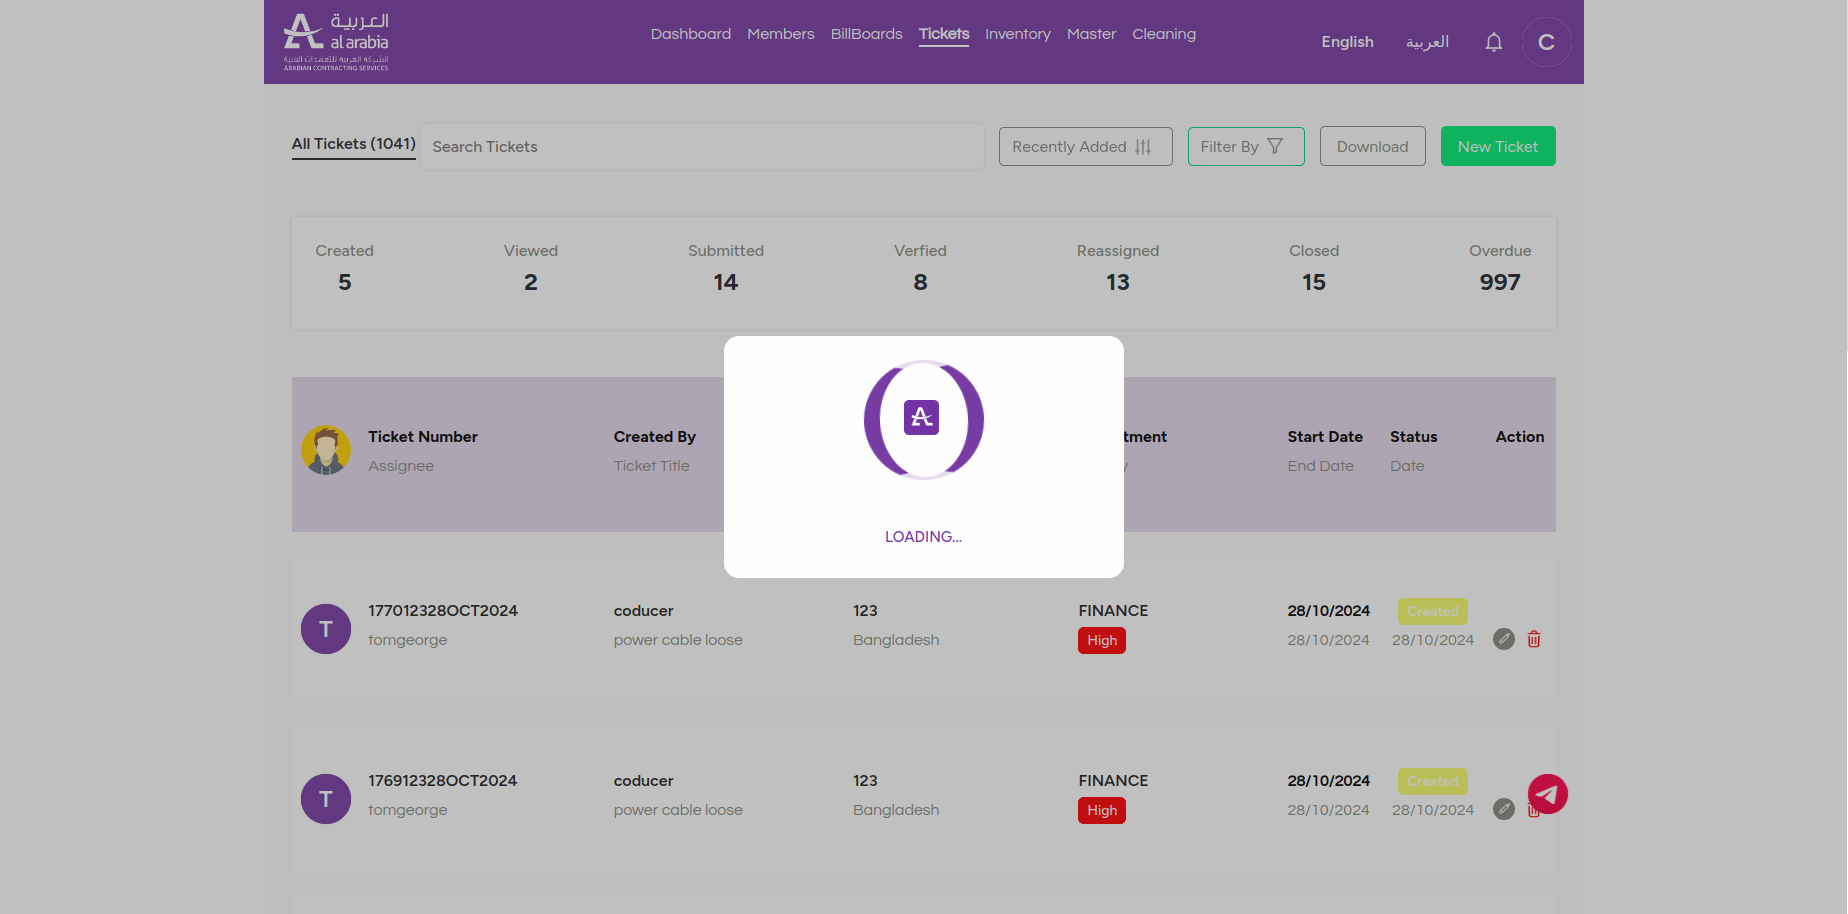 العربية
al arabia
الشركة العربية للتعهدات الفنية
ARABIAN CONTRACTING SERVICES
Dashboard Members BillBoards Tickets Inventory Master Cleaning
English العربية C
All Tickets (1041) Search Tickets Recently Added Filter By Download New Ticket
Created Viewed Submitted Verfied Reassigned Closed Overdue
5 2 14 8 13 15 997
LOADING...
Ticket Number Created By tment Start Date Status Action
Assignee Ticket Title End Date Date
T 177012328OCT2024 coducer 123 FINANCE 28/10/2024 Created
tomgeorge power cable loose Bangladesh High 28/10/2024 28/10/2024
T 176912328OCT2024 coducer 123 FINANCE 28/10/2024 Created
tomgeorge power cable loose Bangladesh High 28/10/2024 28/10/2024